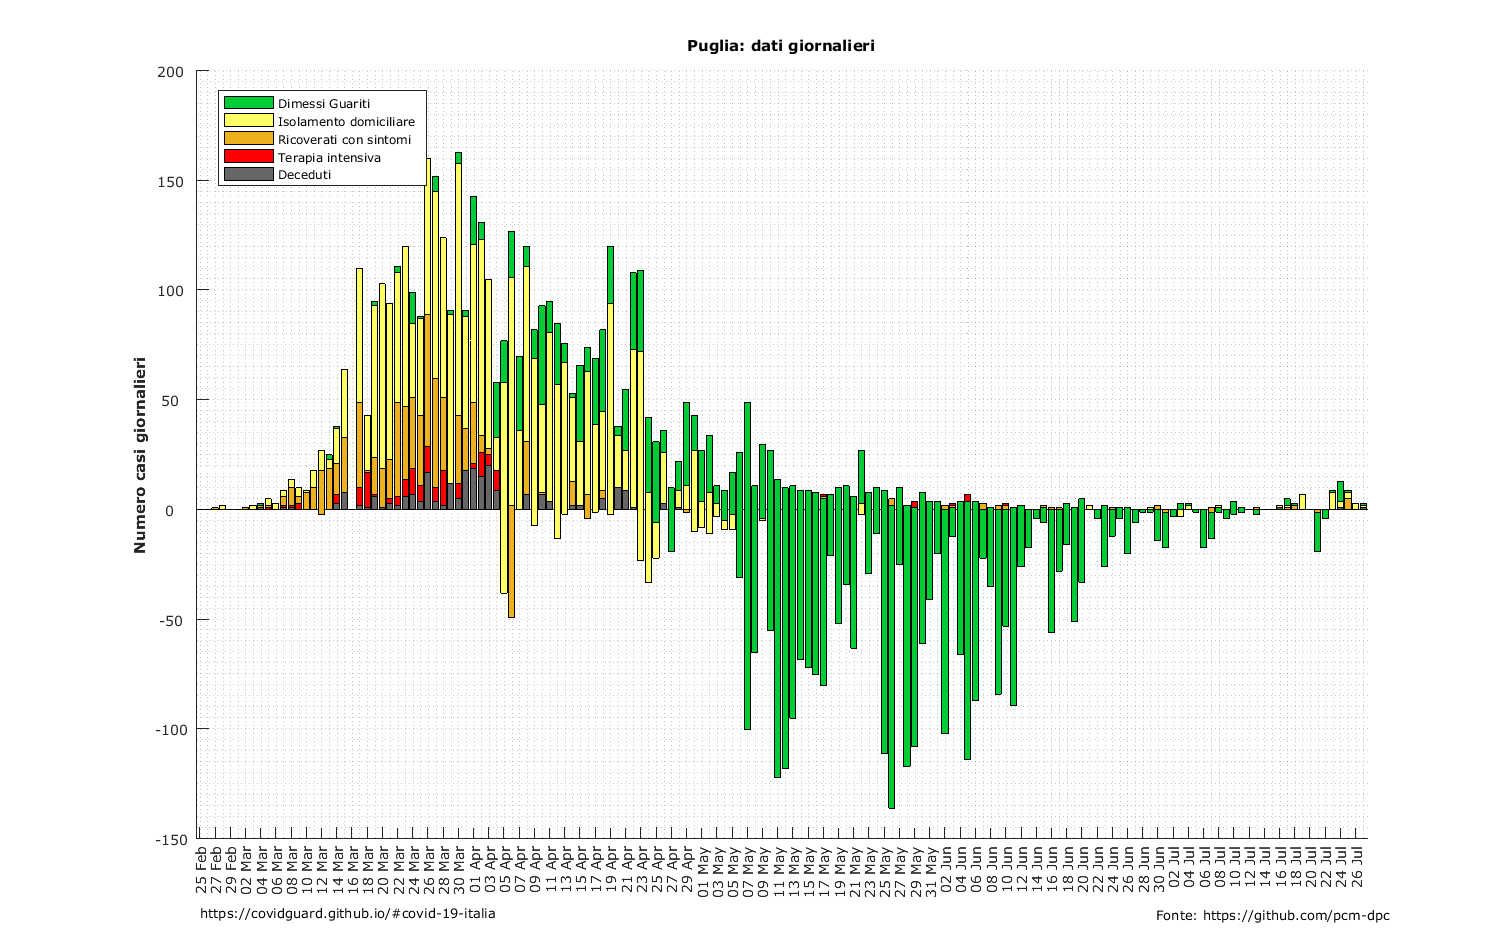 Puglia: dati giornalieri
200
150
100
50
0
-50
-100
-150
Numero casi giornalieri
Dimessi Guariti
Isolamento domiciliare
Ricoverati con sintomi
Terapia intensiva
Deceduti
25 Feb
27 Feb
29 Feb
02 Mar
04 Mar
06 Mar
08 Mar
10 Mar
12 Mar
14 Mar
16 Mar
18 Mar
20 Mar
22 Mar
24 Mar
26 Mar
28 Mar
30 Mar
01 Apr
03 Apr
05 Apr
07 Apr
09 Apr
11 Apr
13 Apr
15 Apr
17 Apr
19 Apr
21 Apr
23 Apr
25 Apr
27 Apr
29 Apr
01 May
03 May
05 May
07 May
09 May
11 May
13 May
15 May
17 May
19 May
21 May
23 May
25 May
27 May
29 May
31 May
02 Jun
04 Jun
06 Jun
08 Jun
10 Jun
12 Jun
14 Jun
16 Jun
18 Jun
20 Jun
22 Jun
24 Jun
26 Jun
28 Jun
30 Jun
02 Jul
04 Jul
06 Jul
08 Jul
10 Jul
12 Jul
14 Jul
16 Jul
18 Jul
20 Jul
22 Jul
24 Jul
26 Jul
https://covidguard.github.io/#covid-19-italia
Fonte: https://github.com/pcm-dpc